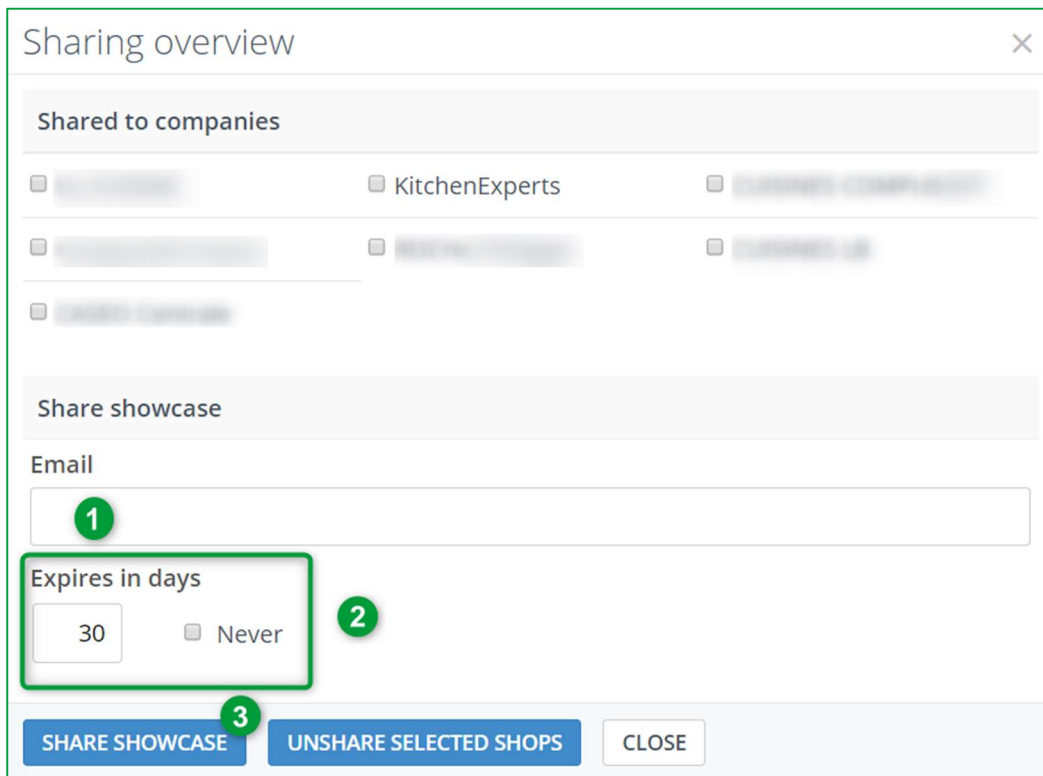 Sharing overview
Shared to companies
KitchenExperts
Share showcase
Email
1
Expires in days
30 Never
2
3
SHARE SHOWCASE UNSHARE SELECTED SHOPS CLOSE